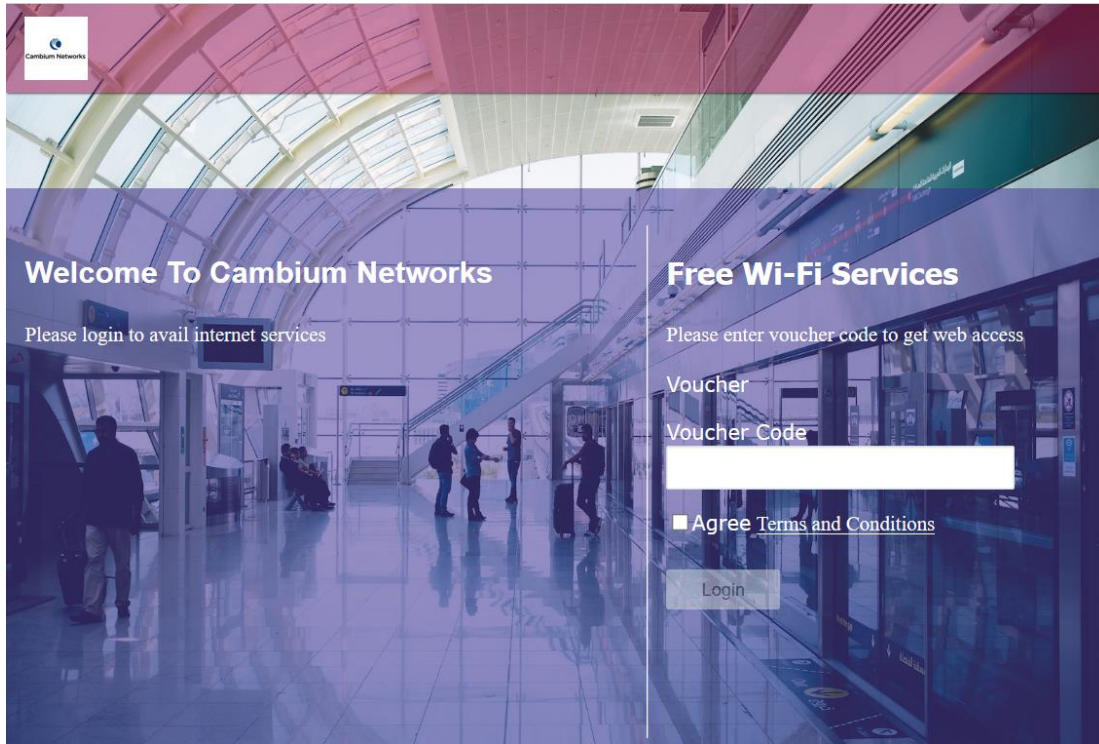 Cambium Networks
Welcome To Cambium Networks
Please login to avail internet services
Free Wi-Fi Services
Please enter voucher code to get web access
Voucher
Voucher Code
Agree Terms and Conditions
Login